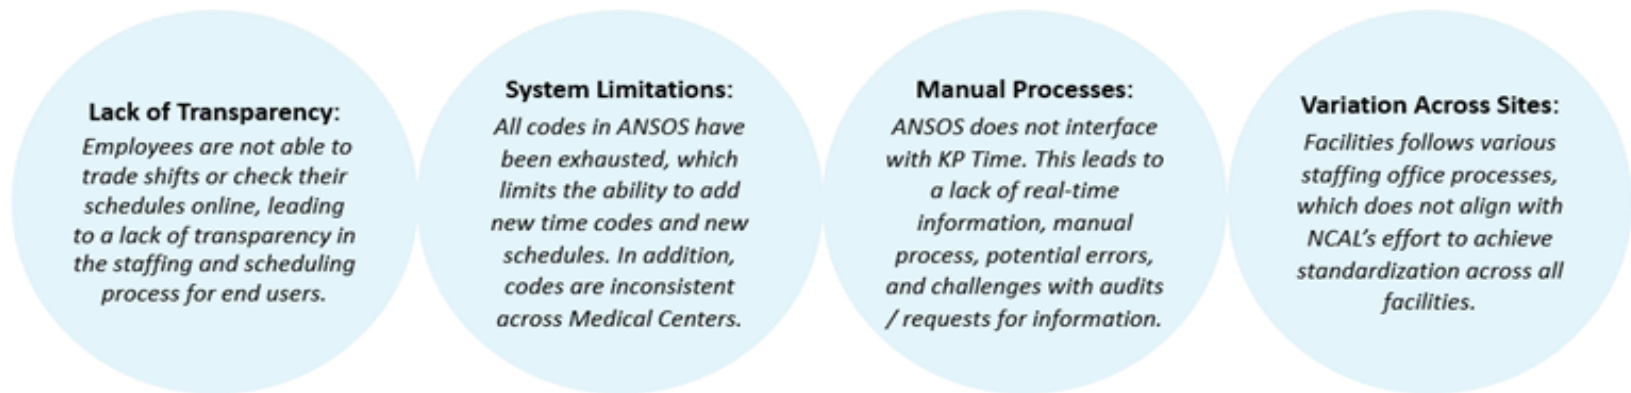 Lack of Transparency:
Employees are not able to
trade shifts or check their
schedules online, leading
to a lack of transparency in
the staffing and scheduling
process for end users.
System Limitations:
All codes in ANSOS have
been exhausted, which
limits the ability to add
new time codes and new
schedules. In addition,
codes are inconsistent
across Medical Centers.
Manual Processes:
ANSOS does not interface
with KP Time. This leads to
a lack of real-time
information, manual
process, potential errors,
and challenges with audits
/ requests for information.
Variation Across Sites:
Facilities follows various
staffing office processes,
which does not align with
NCAL’s effort to achieve
standardization across all
facilities.